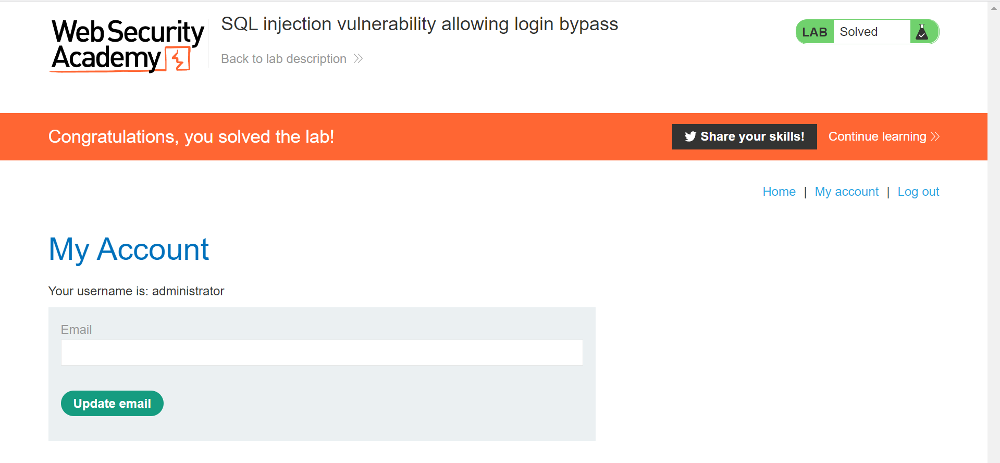 Web Security
Academy
SQL injection vulnerability allowing login bypass
Back to lab description
LAB Solved
Congratulations, you solved the lab!
Share your skills!
Continue learning
Home | My account | Log out
My Account
Your username is: administrator
Email
Update email